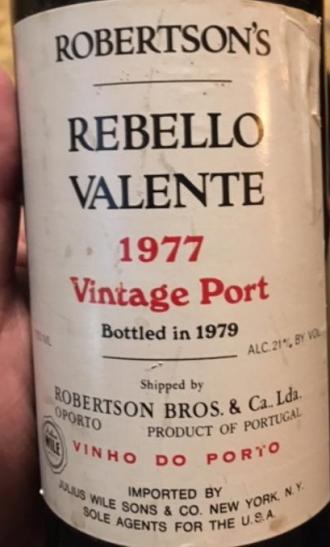 ROBERTSON'S
REBELLO
VALENTE
1977
Vintage Port
Bottled in 1979
ALC. 21% BY VOL.
Shipped by
ROBERTSON BROS. & Ca., Lda.
OPORTO PRODUCT OF PORTUGAL
WILE
VINHO DO PORTO
IMPORTED BY
JULIUS WILE SONS & CO. NEW YORK, N.Y.
SOLE AGENTS FOR THE U.S.A.